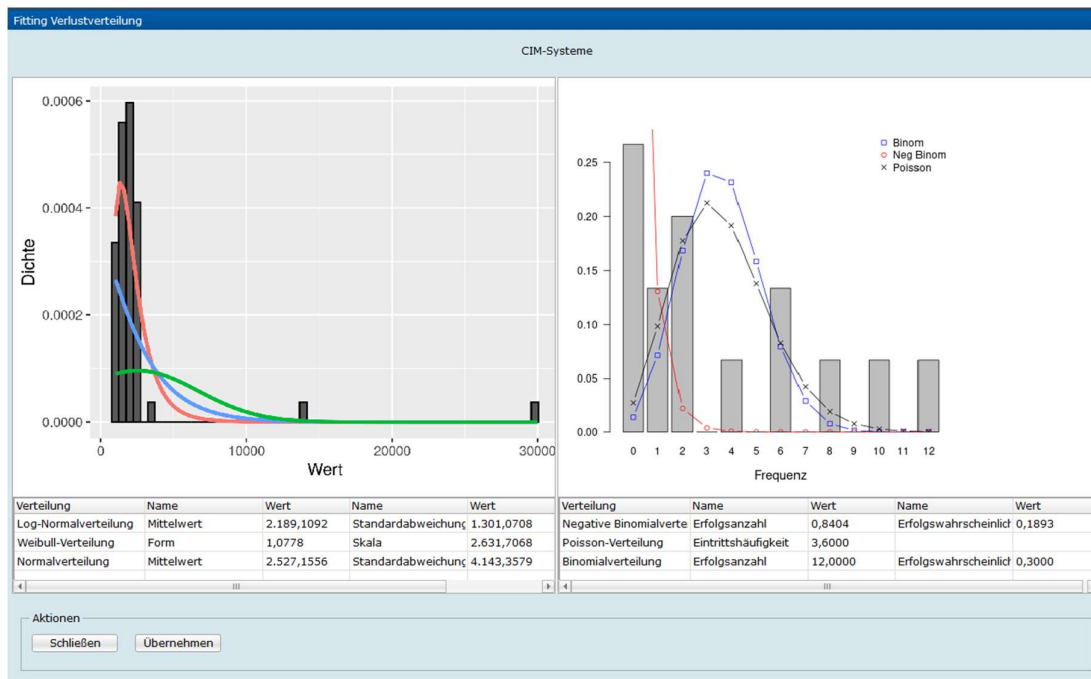 Fitting Verlustverteilung
CIM-Systeme
0.0006
0.0004
0.0002
0.0000
Dichte
0 10000 20000 30000
Wert
Binom
Neg Binom
Poisson
0.25
0.20
0.15
0.10
0.05
0.00
0 1 2 3 4 5 6 7 8 9 10 11 12
Frequenz
Verteilung Name Wert Name Wert
Log-Normalverteilung Mittelwert 2.189,1092 Standardabweichung 1.301,0708
Weibull-Verteilung Form 1,0778 Skala 2.631,7068
Normalverteilung Mittelwert 2.527,1556 Standardabweichung 4.143,3579
Verteilung Name Wert Name Wert
Negative Binomialverte Erfolgsanzahl 0,8404 Erfolgswahrscheinlich 0,1893
Poisson-Verteilung Eintrittshäufigkeit 3,6000
Binomialverteilung Erfolgsanzahl 12,0000 Erfolgswahrscheinlich 0,3000
Aktionen
Schließen Übernehmen